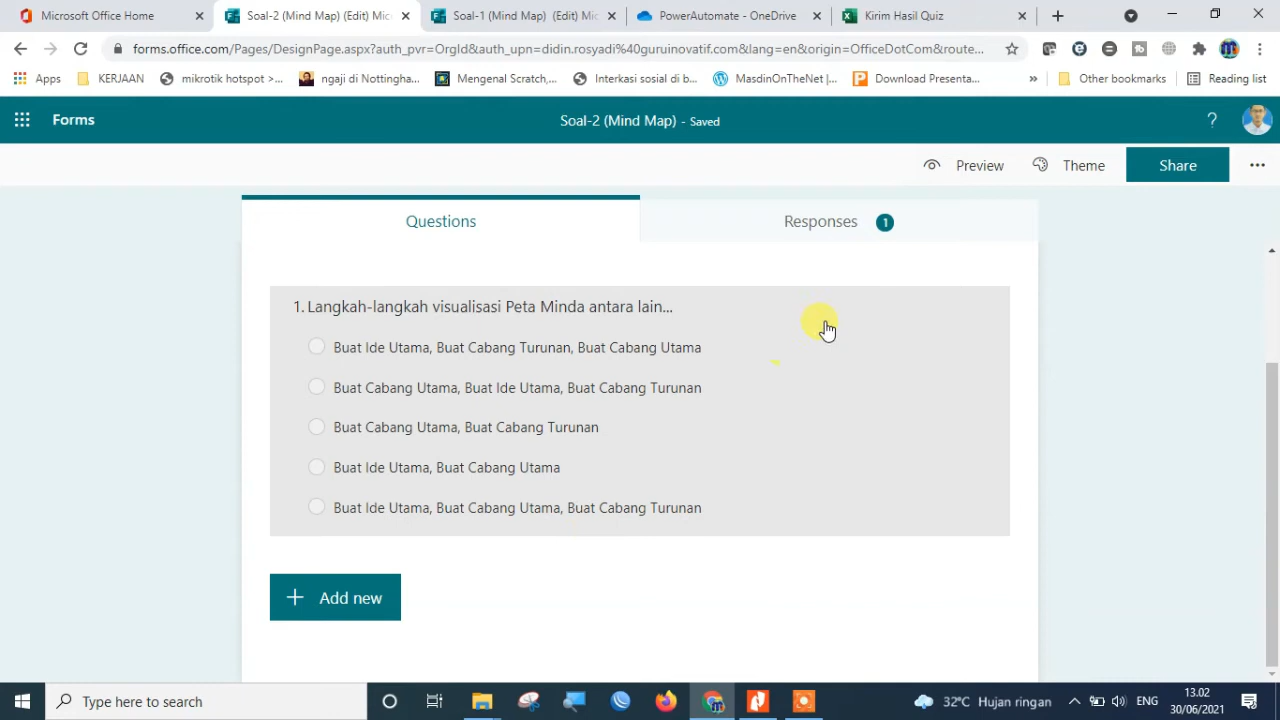 Microsoft Office Home
Soal-2 (Mind Map) (Edit) Mic
Soal-1 (Mind Map) (Edit) Mi
PowerAutomate - OneDrive
Kirim Hasil Quiz
forms.office.com/Pages/DesignPage.aspx?auth_pvr=OrgId&auth_upn=didin.rosyadi%40guruinovatif.com&lang=en&origin=OfficeDotCom&route...
Apps
KERJAAN
mikrotik hotspot >...
ngaji di Nottingha...
Mengenal Scratch,...
Interkasi sosial di b...
MasdinOnTheNet |...
Download Presenta...
»
Other bookmarks
Reading list
Forms
Soal-2 (Mind Map) - Saved
?
Preview
Theme
Share
Questions
Responses 1
1. Langkah-langkah visualisasi Peta Minda antara lain...
Buat Ide Utama, Buat Cabang Turunan, Buat Cabang Utama
Buat Cabang Utama, Buat Ide Utama, Buat Cabang Turunan
Buat Cabang Utama, Buat Cabang Turunan
Buat Ide Utama, Buat Cabang Utama
Buat Ide Utama, Buat Cabang Utama, Buat Cabang Turunan
Add new
Type here to search
32°C Hujan ringan
ENG
13.02
30/06/2021